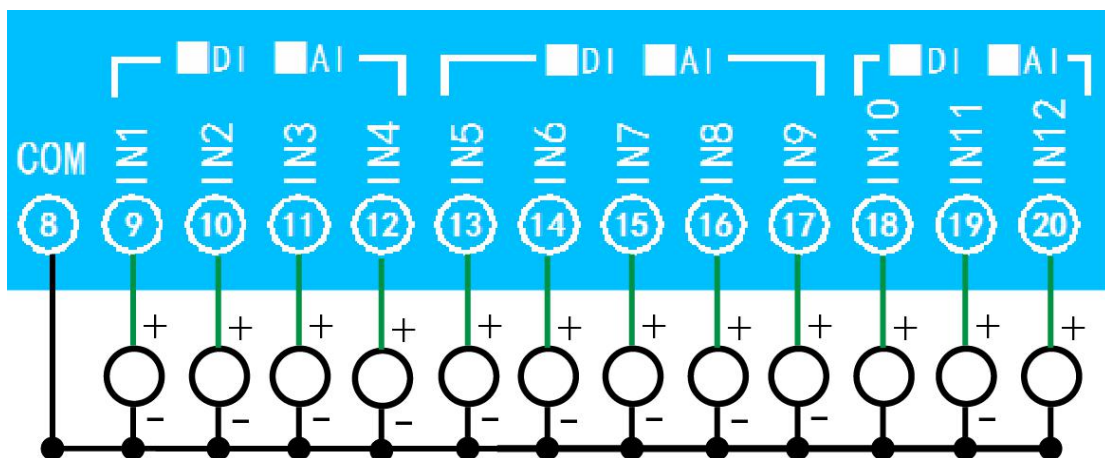 DI AI DI AI DI AI
COM IN1 IN2 IN3 IN4 IN5 IN6 IN7 IN8 IN9 IN10 IN11 IN12
8 9 10 11 12 13 14 15 16 17 18 19 20
+ + + + + + + + + + + +
- - - - - - - - - - -